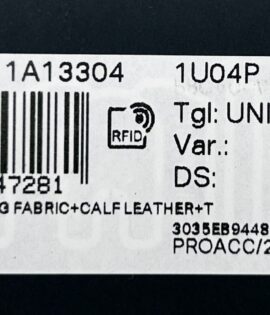 1A13304
1U04P
RFID
Tgl: UNI
Var.:
DS:
47281
G FABRIC+CALF LEATHER+T
3035EB9448
PROACC/2